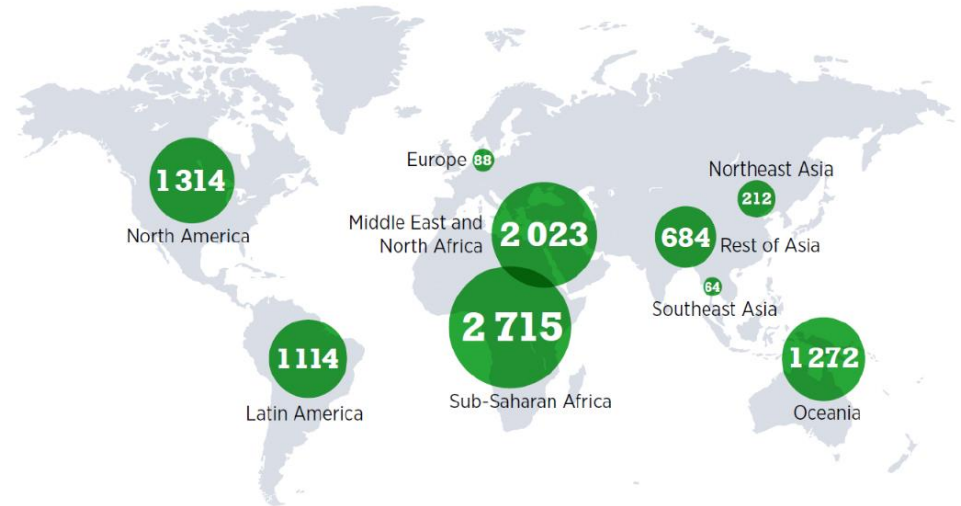 1 314
North America
Europe 88
Northeast Asia
212
Middle East and
North Africa
2 023
684
Rest of Asia
64
Southeast Asia
2 715
Sub-Saharan Africa
1 114
Latin America
1 272
Oceania